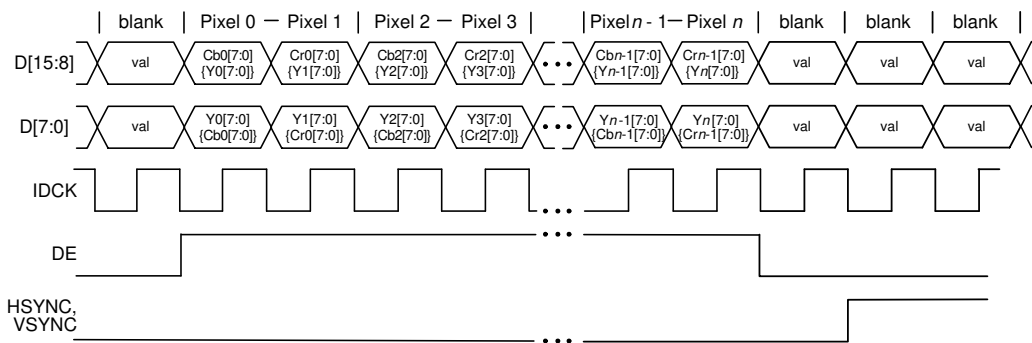 blank | Pixel 0 — Pixel 1 | Pixel 2 — Pixel 3 | | Pixel n - 1 — Pixel n | blank | blank | blank |
D[15:8] val Cb0[7:0] Cr0[7:0] Cb2[7:0] Cr2[7:0] ••• Cbn-1[7:0] Crn-1[7:0] val val val
{Y0[7:0]} {Y1[7:0]} {Y2[7:0]} {Y3[7:0]} {Yn-1[7:0]} {Yn[7:0]}
D[7:0] val Y0[7:0] Y1[7:0] Y2[7:0] Y3[7:0] ••• Yn-1[7:0] Yn[7:0] val val val
{Cb0[7:0]} {Cr0[7:0]} {Cb2[7:0]} {Cr2[7:0]} {Cbn-1[7:0]} {Crn-1[7:0]}
IDCK •••
DE •••
HSYNC,
VSYNC •••